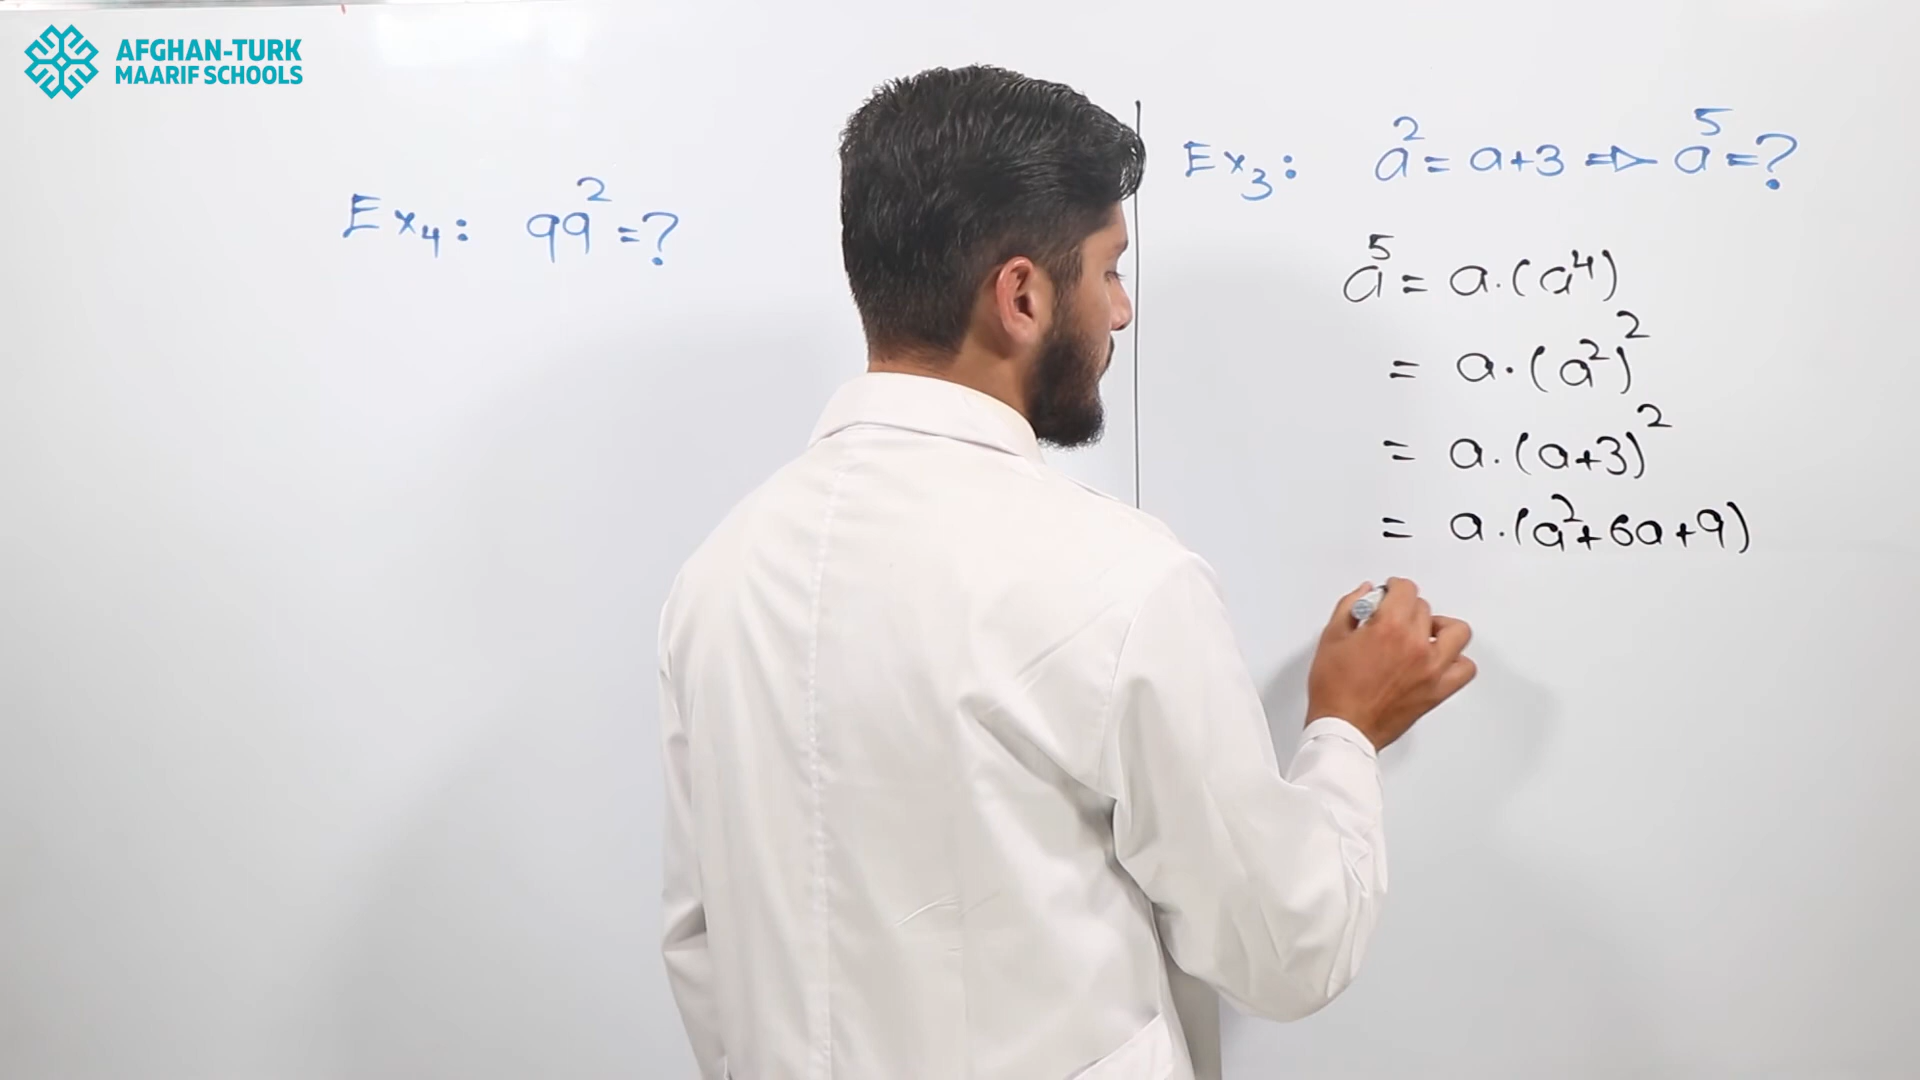 AFGHAN-TURK
MAARIF SCHOOLS
Ex₄: 99² = ?
Ex₃: a² = a+3 ⇒ a⁵ = ?
a⁵ = a.(a⁴)
= a.(a²)²
= a.(a+3)²
= a.(a²+6a+9)